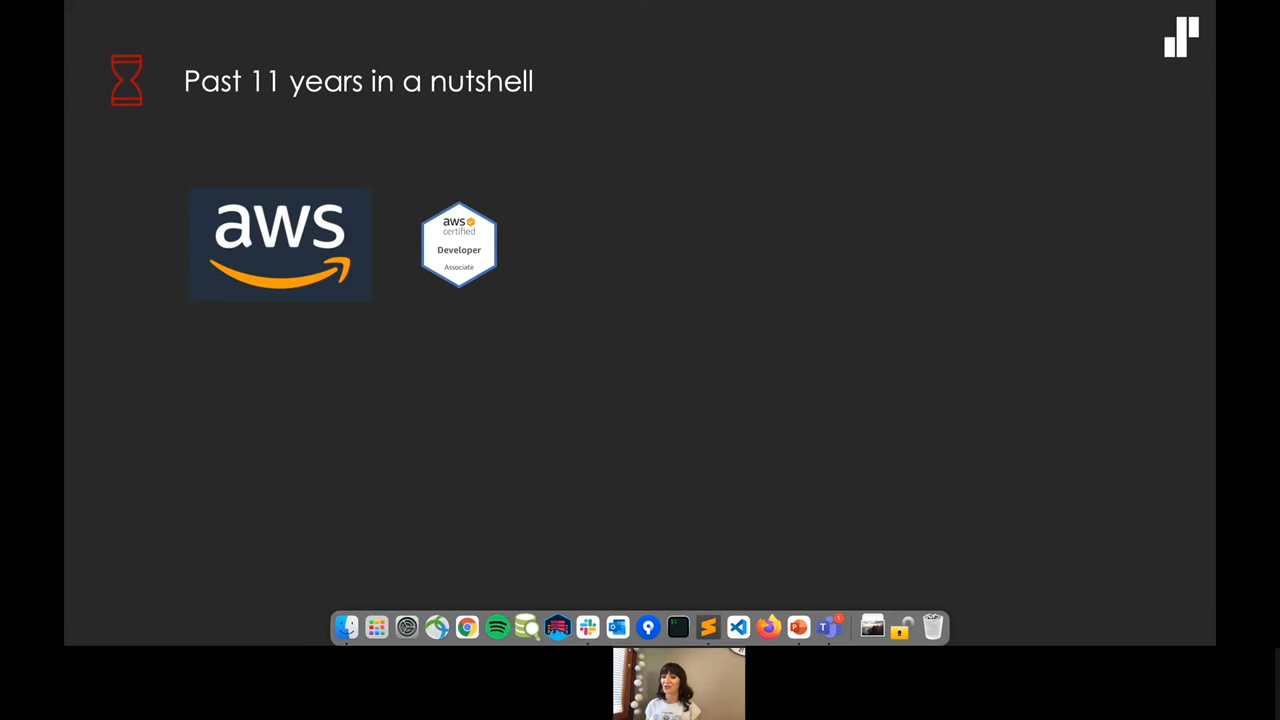 Past 11 years in a nutshell
aws
aws
certified
Developer
Associate